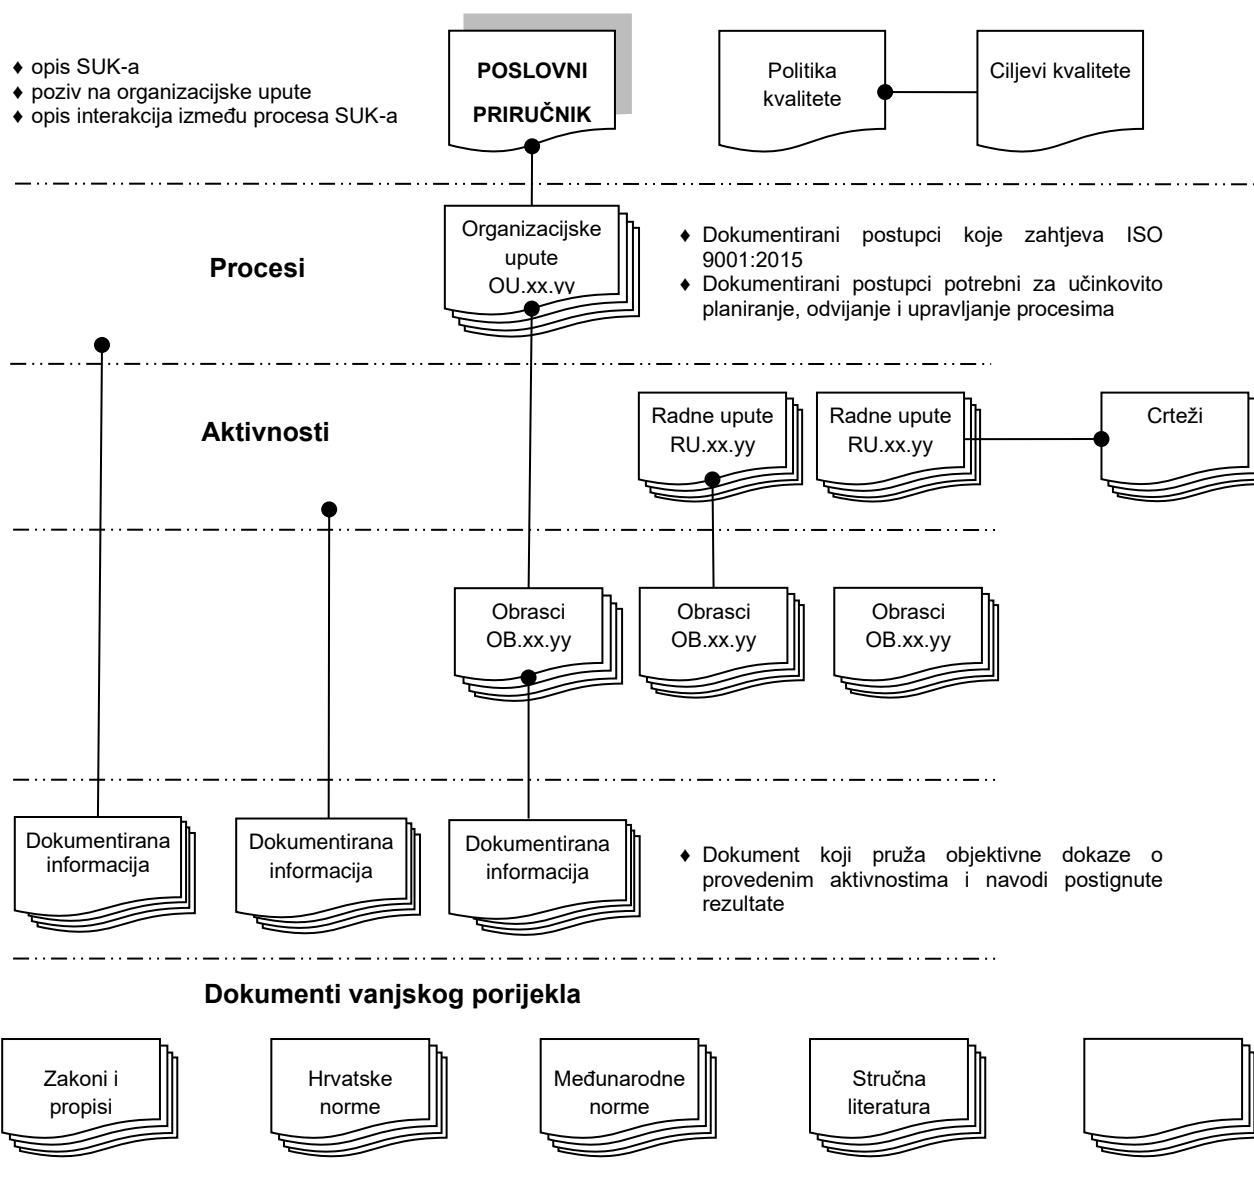 ♦ opis SUK-a
♦ poziv na organizacijske upute
♦ opis interakcija između procesa SUK-a
POSLOVNI
PRIRUČNIK
Politika
kvalitete
Ciljevi kvalitete
Procesi
Organizacijske
upute
OU.xx.yy
♦ Dokumentirani postupci koje zahtjeva ISO
9001:2015
♦ Dokumentirani postupci potrebni za učinkovito
planiranje, odvijanje i upravljanje procesima
Aktivnosti
Radne upute
RU.xx.yy
Radne upute
RU.xx.yy
Crteži
Obrasci
OB.xx.yy
Obrasci
OB.xx.yy
Obrasci
OB.xx.yy
Dokumentirana
informacija
Dokumentirana
informacija
Dokumentirana
informacija
♦ Dokument koji pruža objektivne dokaze o
provedenim aktivnostima i navodi postignute
rezultate
Dokumenti vanjskog porijekla
Zakoni i
propisi
Hrvatske
norme
Međunarodne
norme
Stručna
literatura